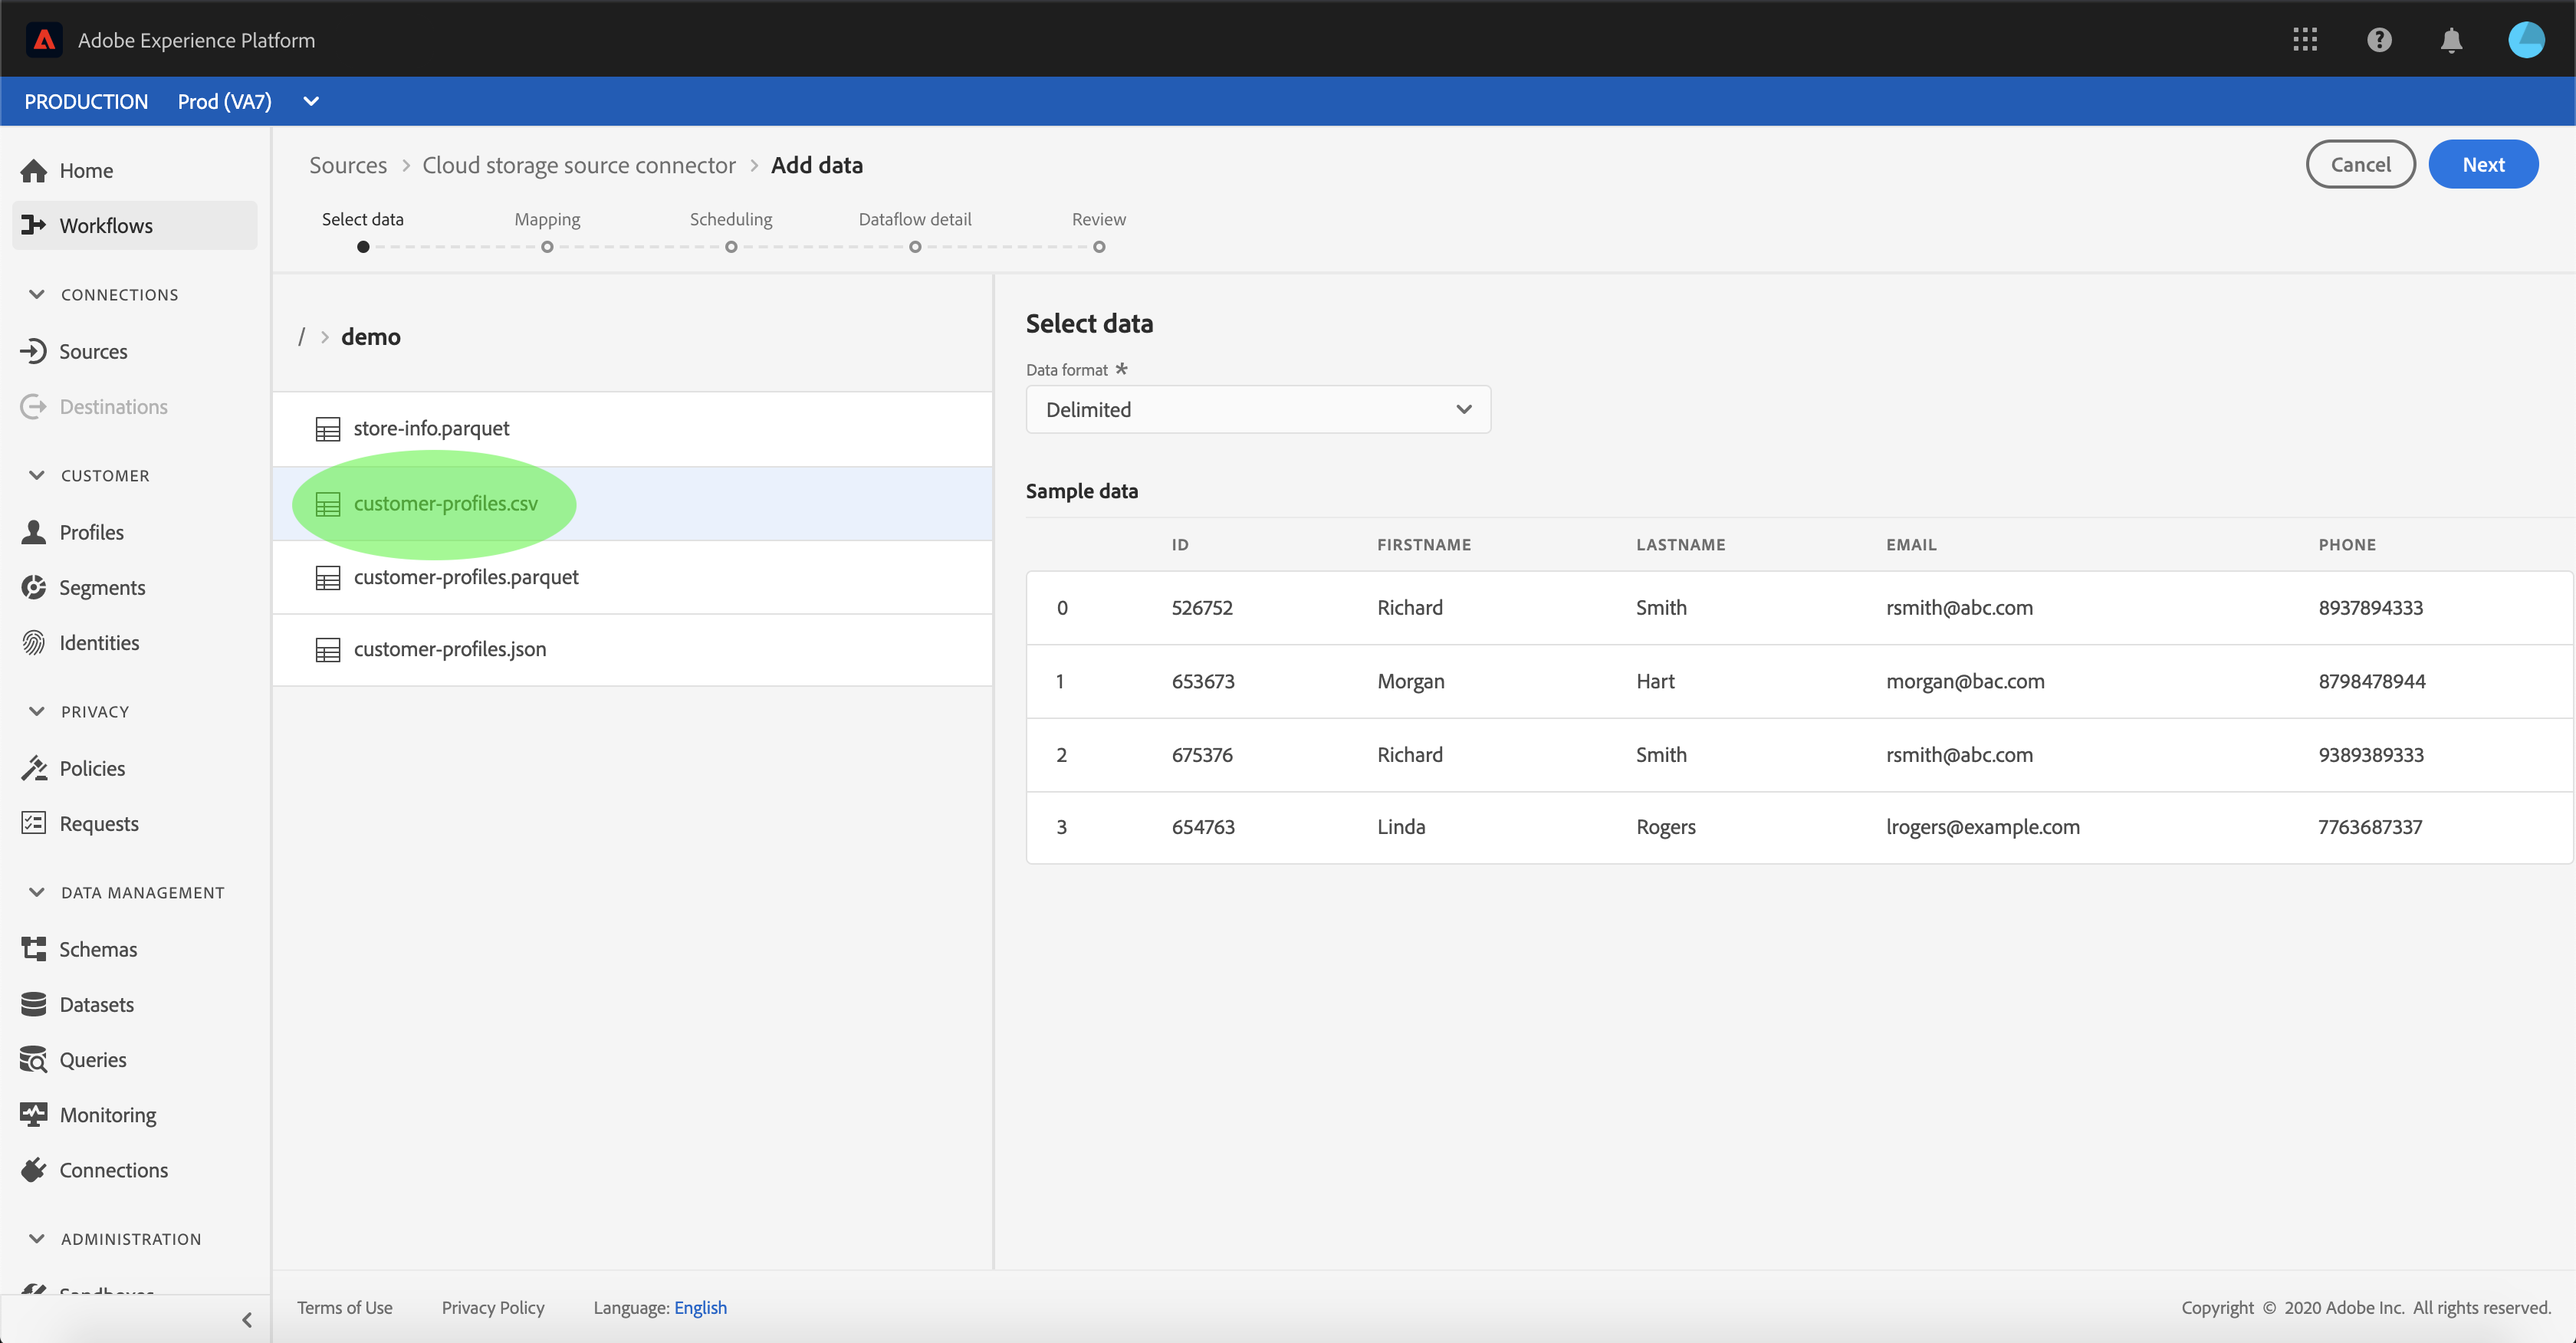 Adobe Experience Platform
PRODUCTION Prod (VA7)
Home
Workflows
CONNECTIONS
Sources
Destinations
CUSTOMER
Profiles
Segments
Identities
PRIVACY
Policies
Requests
DATA MANAGEMENT
Schemas
Datasets
Queries
Monitoring
Connections
ADMINISTRATION
Sandboxes
Sources > Cloud storage source connector > Add data
Cancel
Next
Select data Mapping Scheduling Dataflow detail Review
/ > demo
store-info.parquet
customer-profiles.csv
customer-profiles.parquet
customer-profiles.json
Select data
Data format *
Delimited
Sample data
ID FIRSTNAME LASTNAME EMAIL PHONE
0 526752 Richard Smith rsmith@abc.com 8937894333
1 653673 Morgan Hart morgan@bac.com 8798478944
2 675376 Richard Smith rsmith@abc.com 9389389333
3 654763 Linda Rogers lrogers@example.com 7763687337
Terms of Use Privacy Policy Language: English
Copyright © 2020 Adobe Inc. All rights reserved.